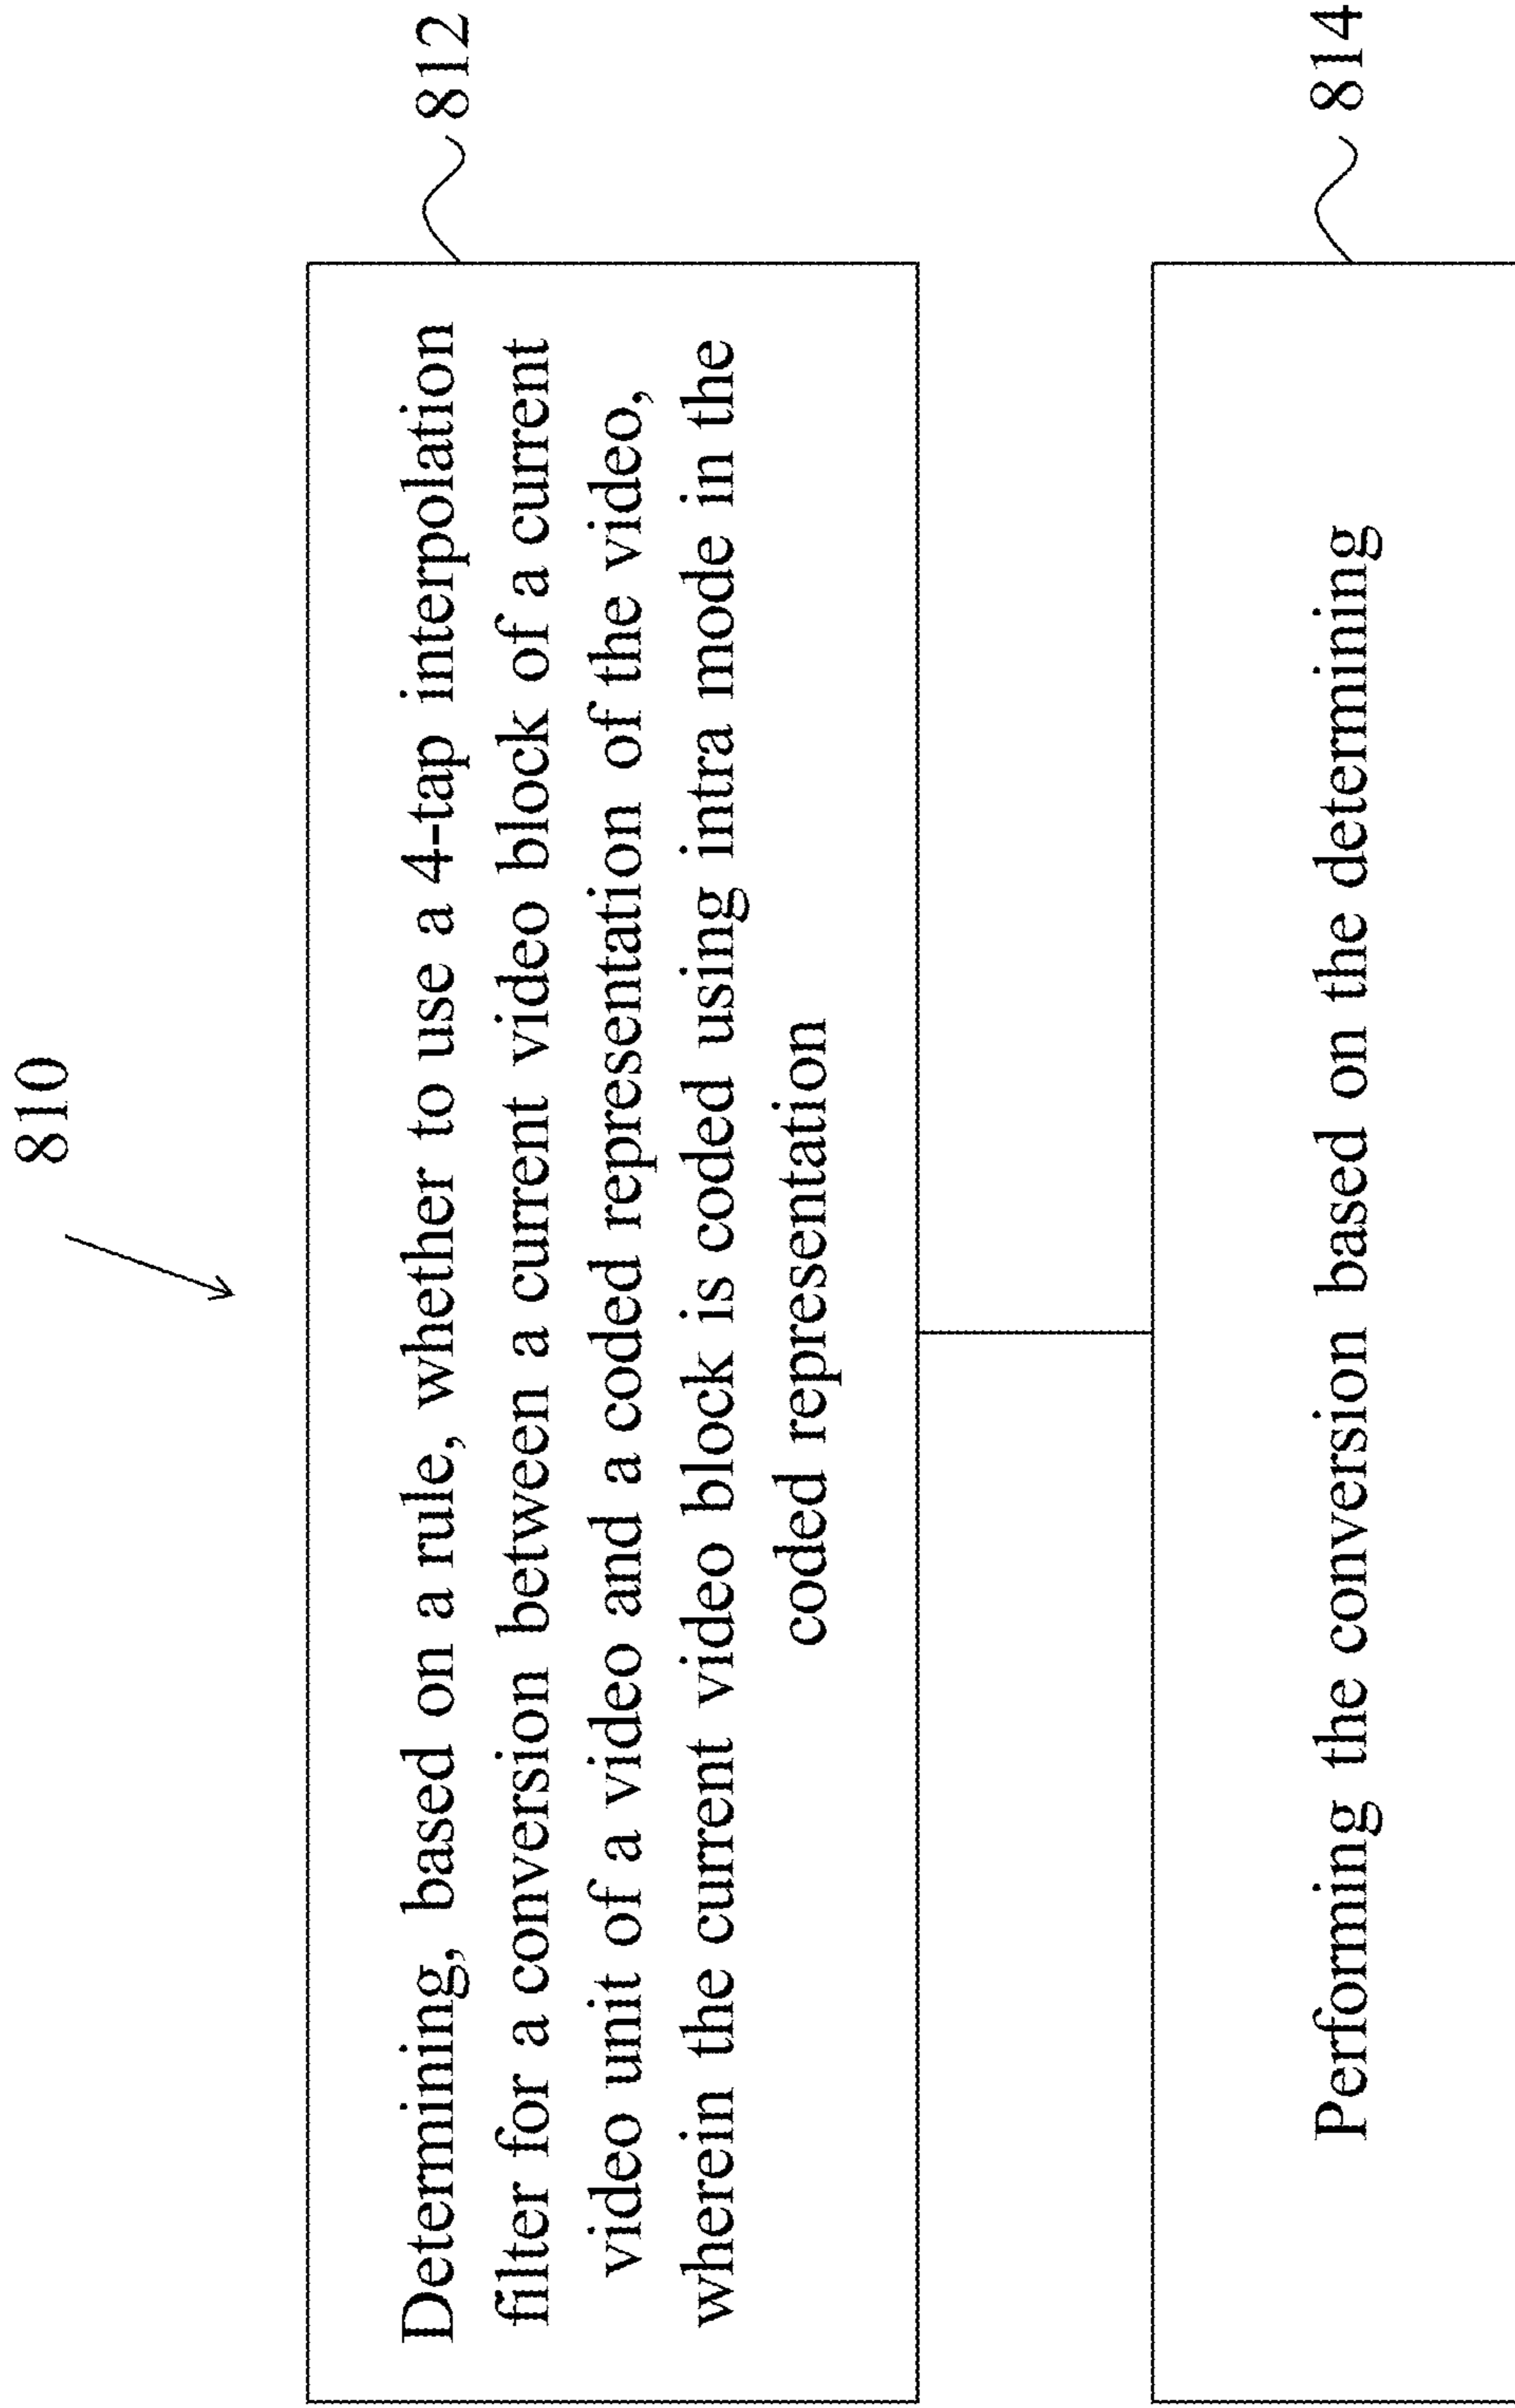 810
Determining, based on a rule, whether to use a 4-tap interpolation
filter for a conversion between a current video block of a current
video unit of a video and a coded representation of the video,
wherein the current video block is coded using intra mode in the
coded representation
812
Performing the conversion based on the determining
814